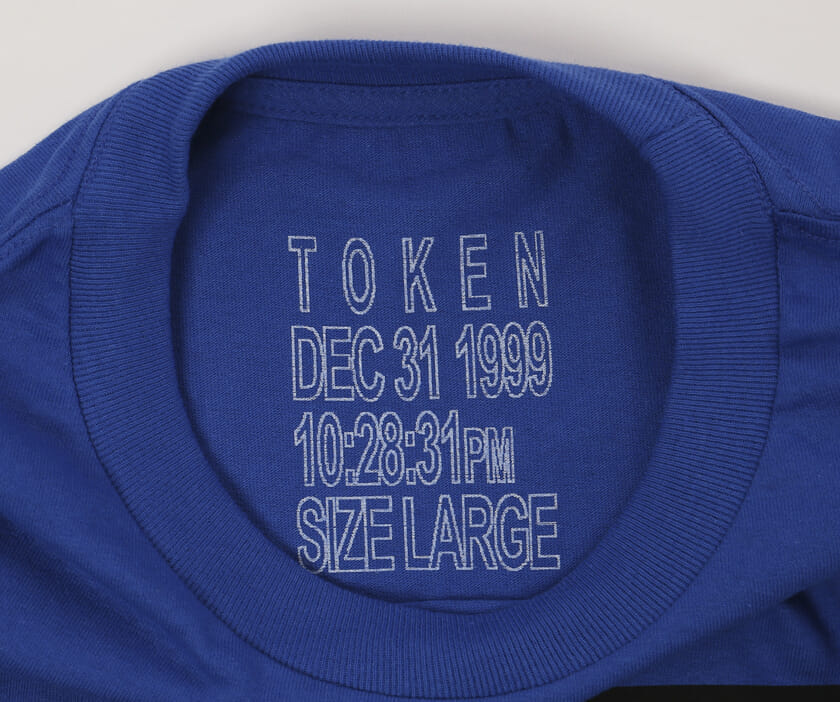 TOKEN
DEC 31 1999
10:28:31PM
SIZE LARGE